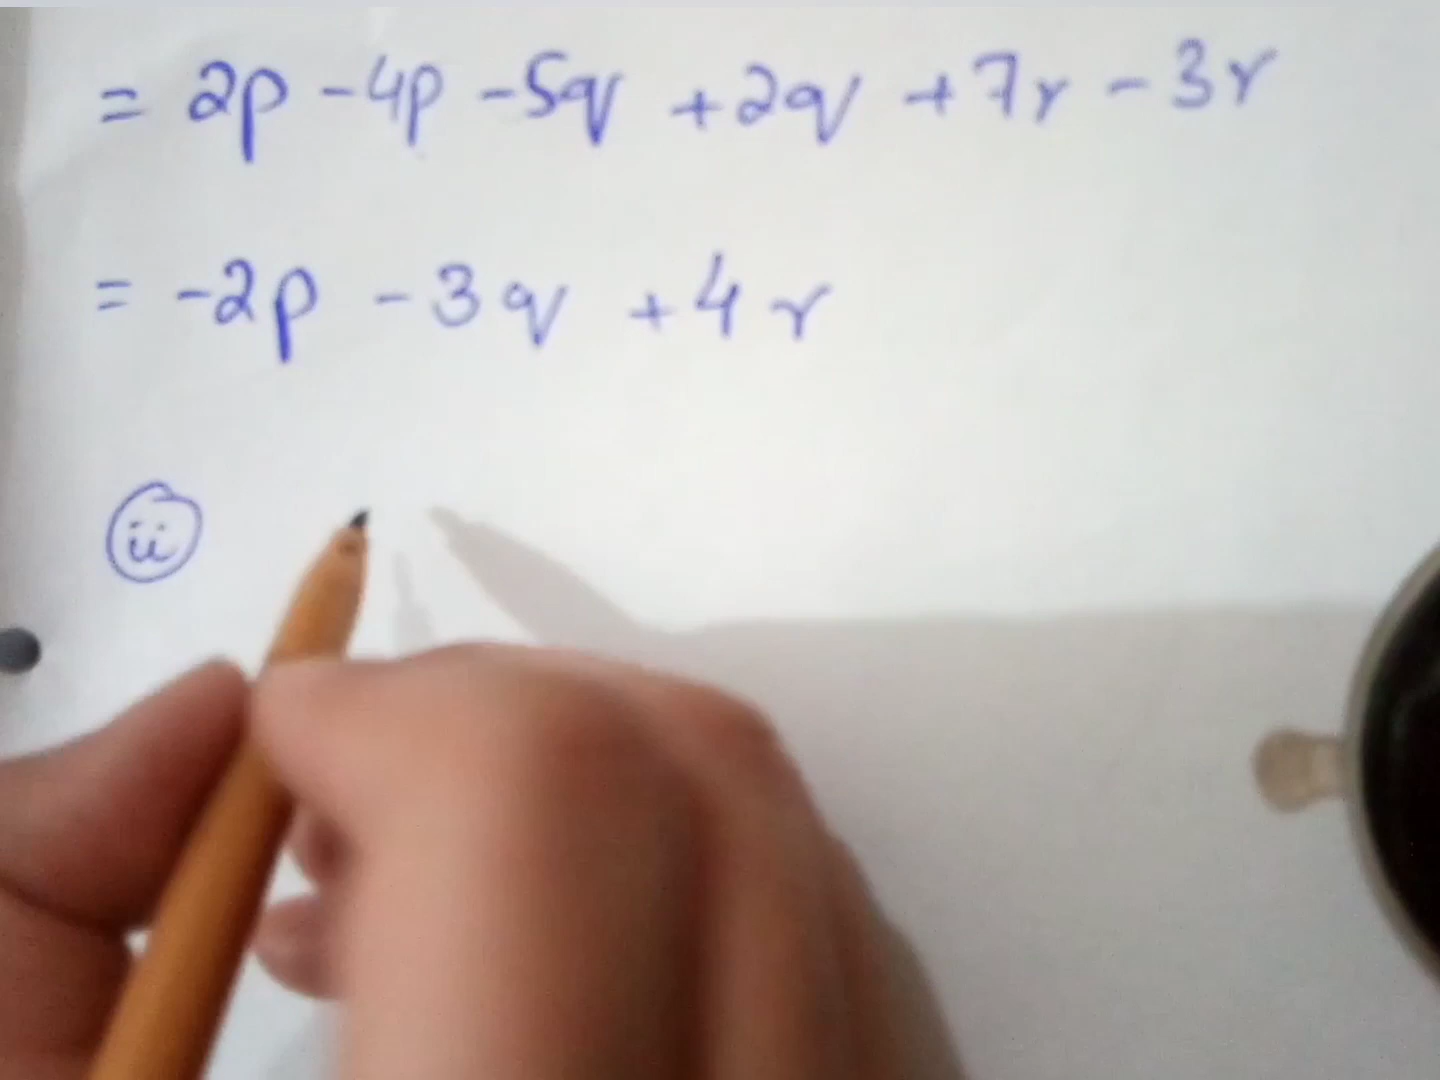 = 2p - 4p - 5q + 2q + 7r - 3r
= -2p - 3q + 4r
ii